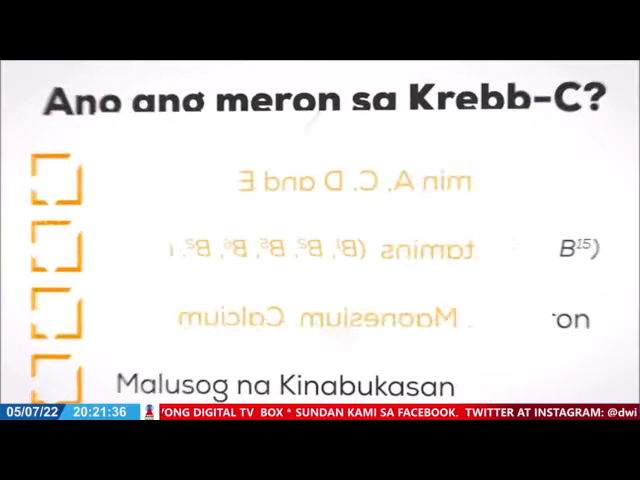 Ano ang meron sa Krebb-C?
min A, C, D and E
tamins (B¹, B², B⁵, B⁶, B⁹, B¹⁵)
Magnesium, Calcium on
Malusog na Kinabukasan
05/07/22 20:21:36 'ONG DIGITAL TV BOX * SUNDAN KAMI SA FACEBOOK. TWITTER AT INSTAGRAM: @dwi